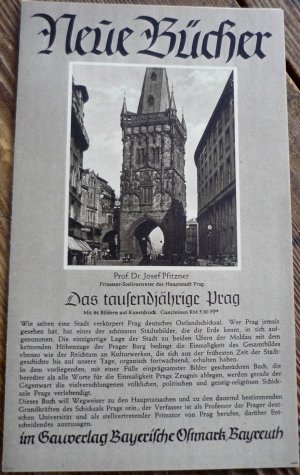 Neue Bücher
Prof. Dr. Josef Pfitzner
Primator-Stellvertreter der Hauptstadt Prag
Das tausendjährige Prag
Mit 84 Bildern auf Kunstdruck. Ganzleinen RM 5.80
Wie selten eine Stadt verkörpert Prag deutsches Ostlandschicksal. Wer Prag jemals
gesehen hat, hat eines der schönsten Städtebilder, die die Erde kennt, in sich auf-
genommen. Die einzigartige Lage der Stadt zu beiden Ufern der Moldau mit dem
krönenden Höhenzuge der Prager Burg bedingt die Einmaligkeit des Gesamtbildes
ebenso wie der Reichtum an Kulturwerken, die sich aus der frühesten Zeit der Stadt-
geschichte bis auf unsere Tage, organisch fortwachsend, erhalten haben.
In dem vorliegenden, mit einer Fülle einprägsamster Bilder geschmückten Buch, die
beredter als alle Worte für die Einmaligkeit Prags Zeugnis ablegen, werden gerade der
Gegenwart die vielverschlungenen völkischen, politischen und geistig-religiösen Schick-
sale Prags verlebendigt.
Dieses Buch will Wegweiser zu den Haupttatsachen und zu den dauernd bestimmenden
Grundkräften des Schicksals Prags sein; der Verfasser ist als Professor der Prager deut-
schen Universität und als stellvertretender Primator von Prag berufen, darüber Ent-
scheidendes auszusagen.
im Gauverlag Bayerische Ostmark Bayreuth